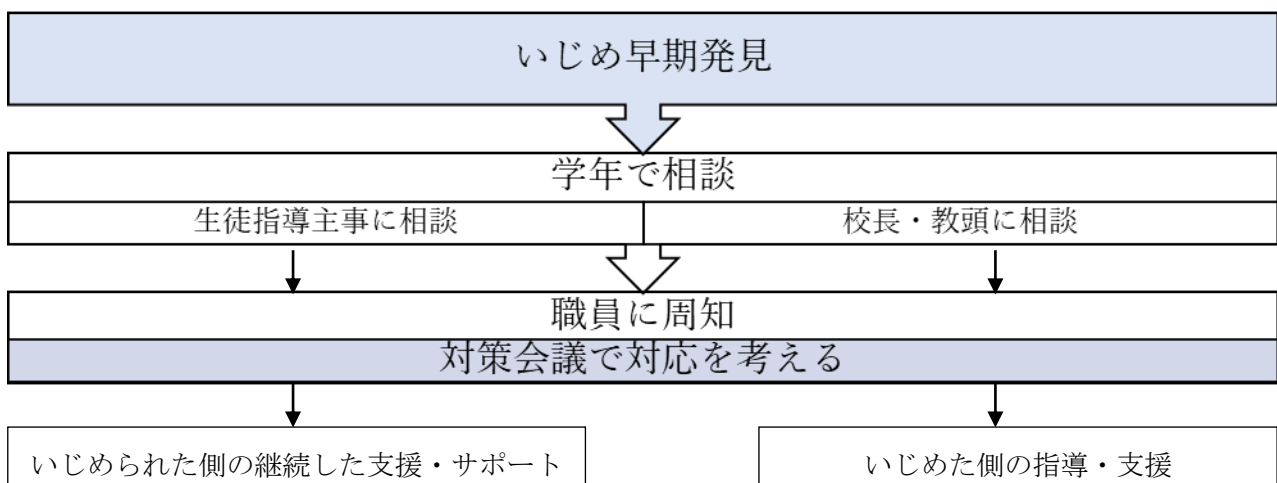 いじめ早期発見
学年で相談
生徒指導主事に相談
校長・教頭に相談
職員に周知
対策会議で対応を考える
いじめられた側の継続した支援・サポート
いじめた側の指導・支援